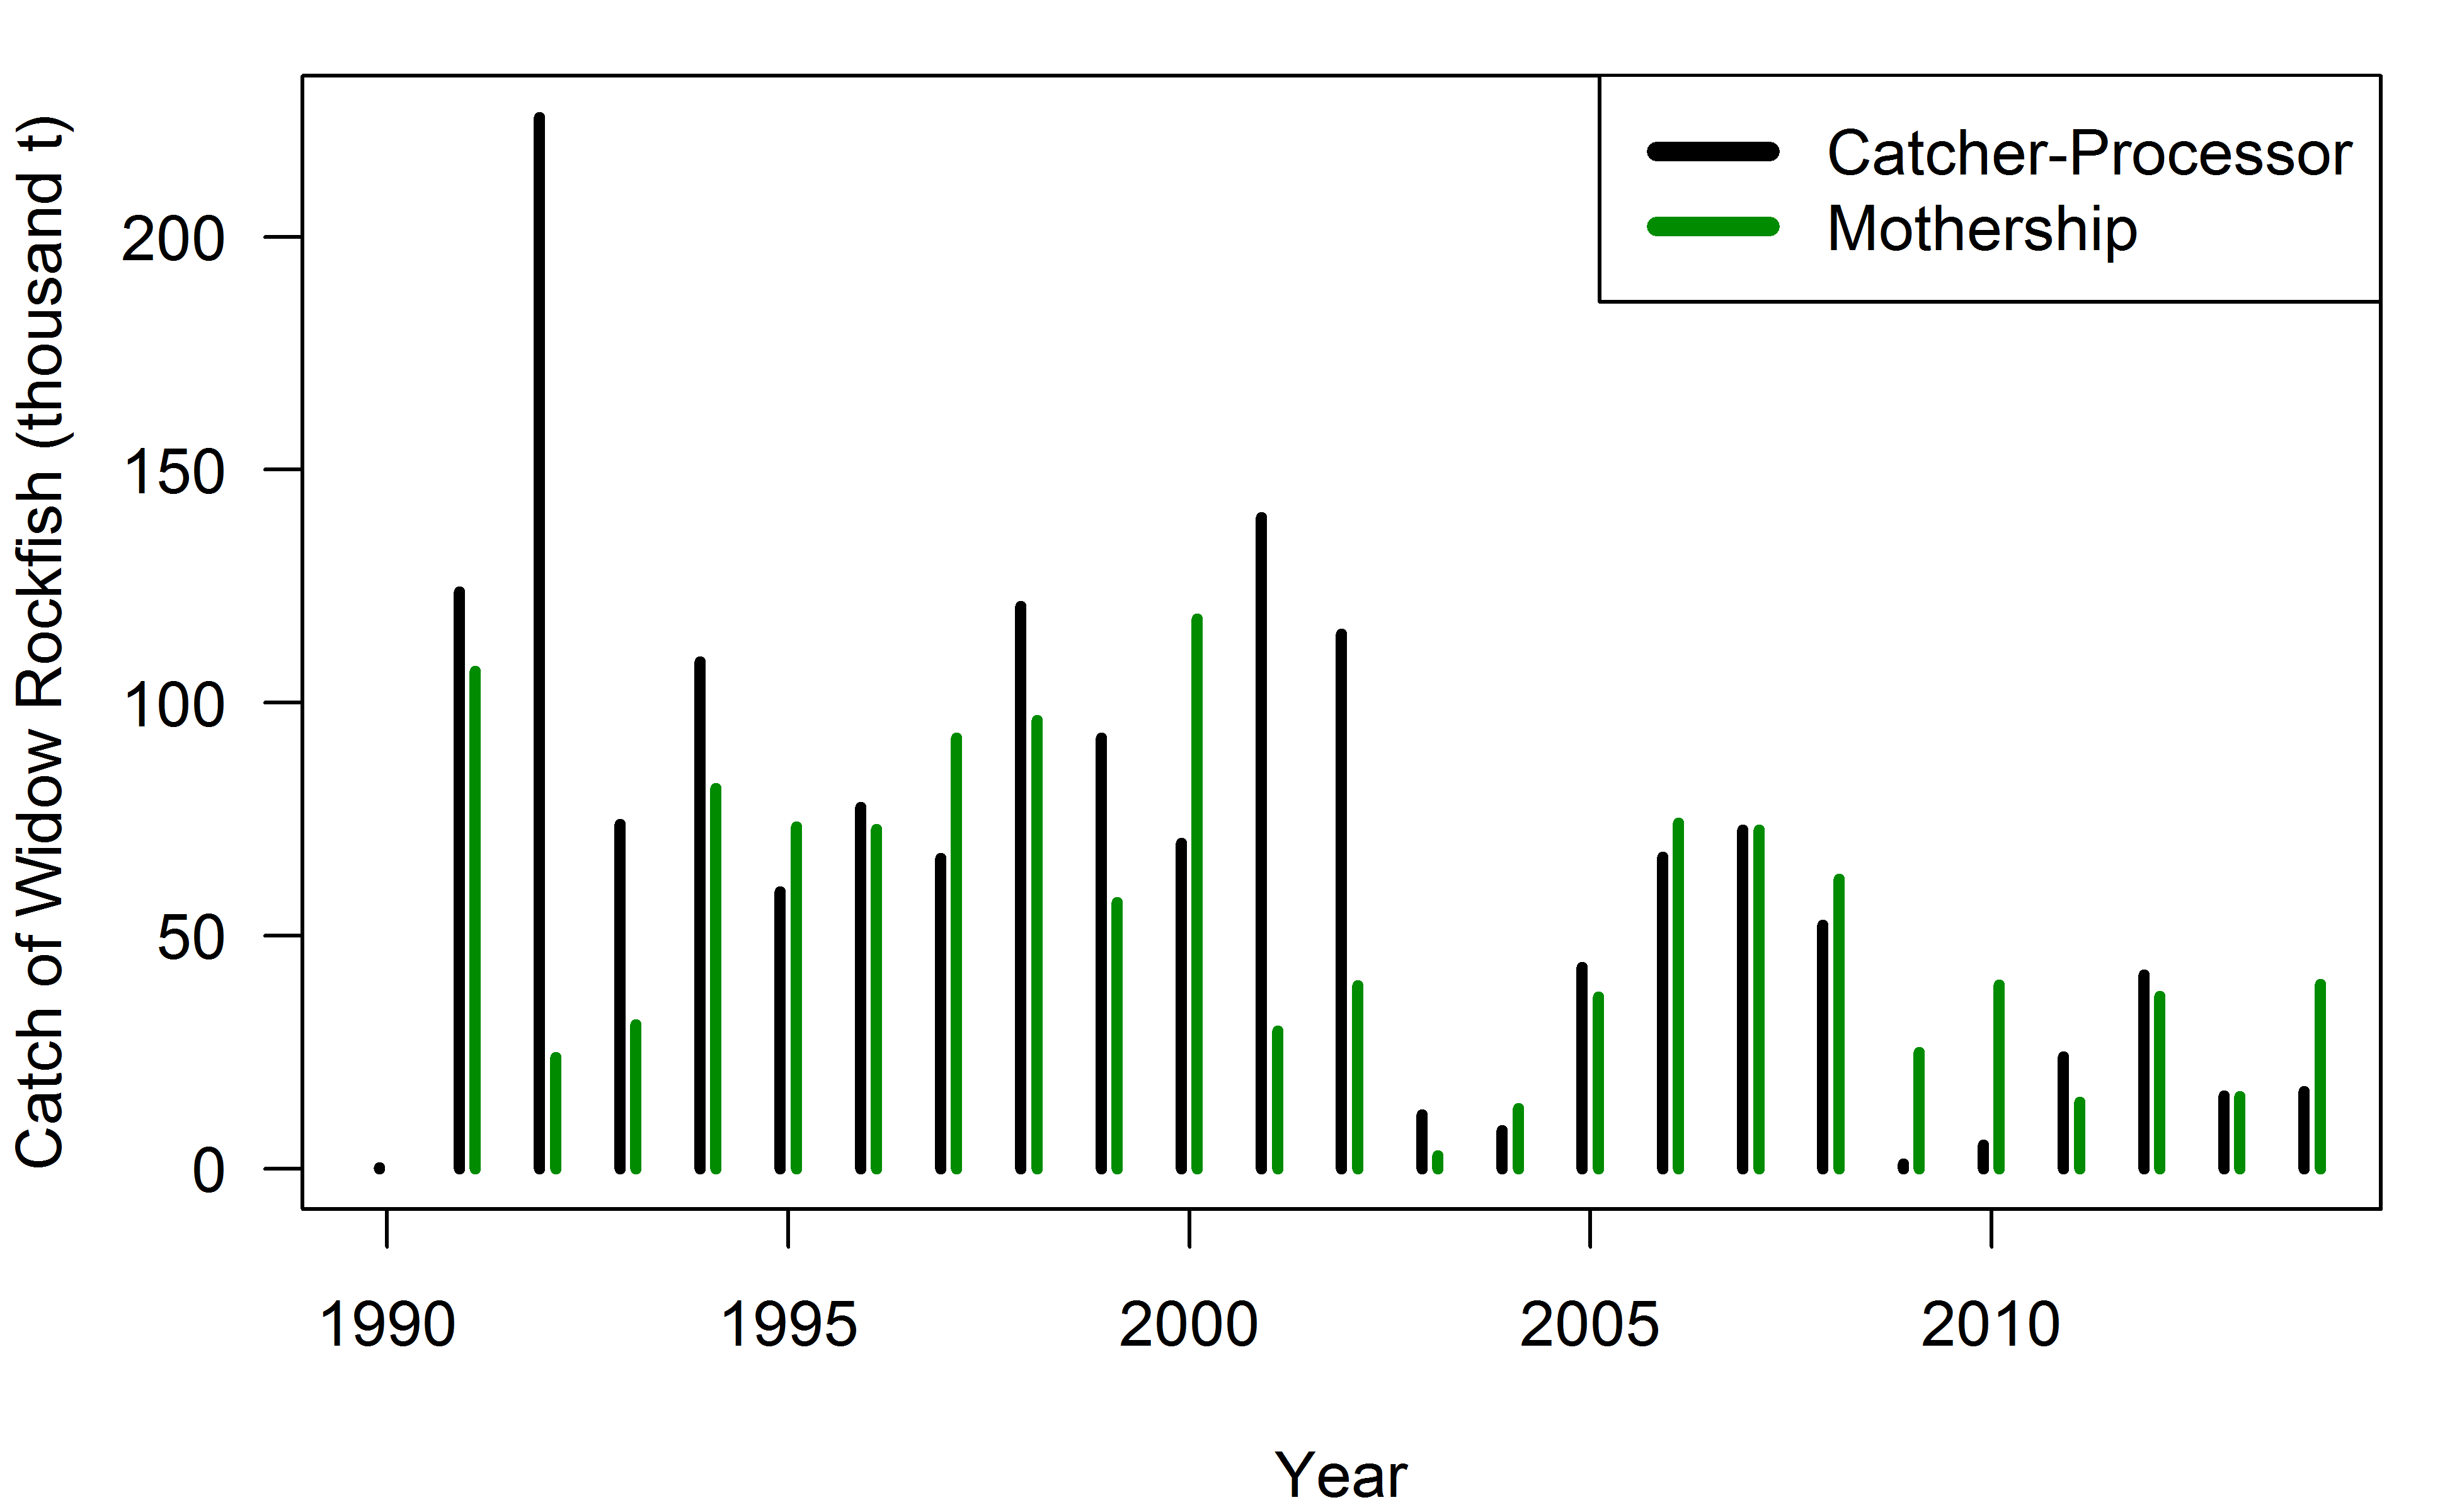 Catch of Widow Rockfish (thousand t)
200
150
100
50
0
Catcher-Processor
Mothership
1990 1995 2000 2005 2010
Year